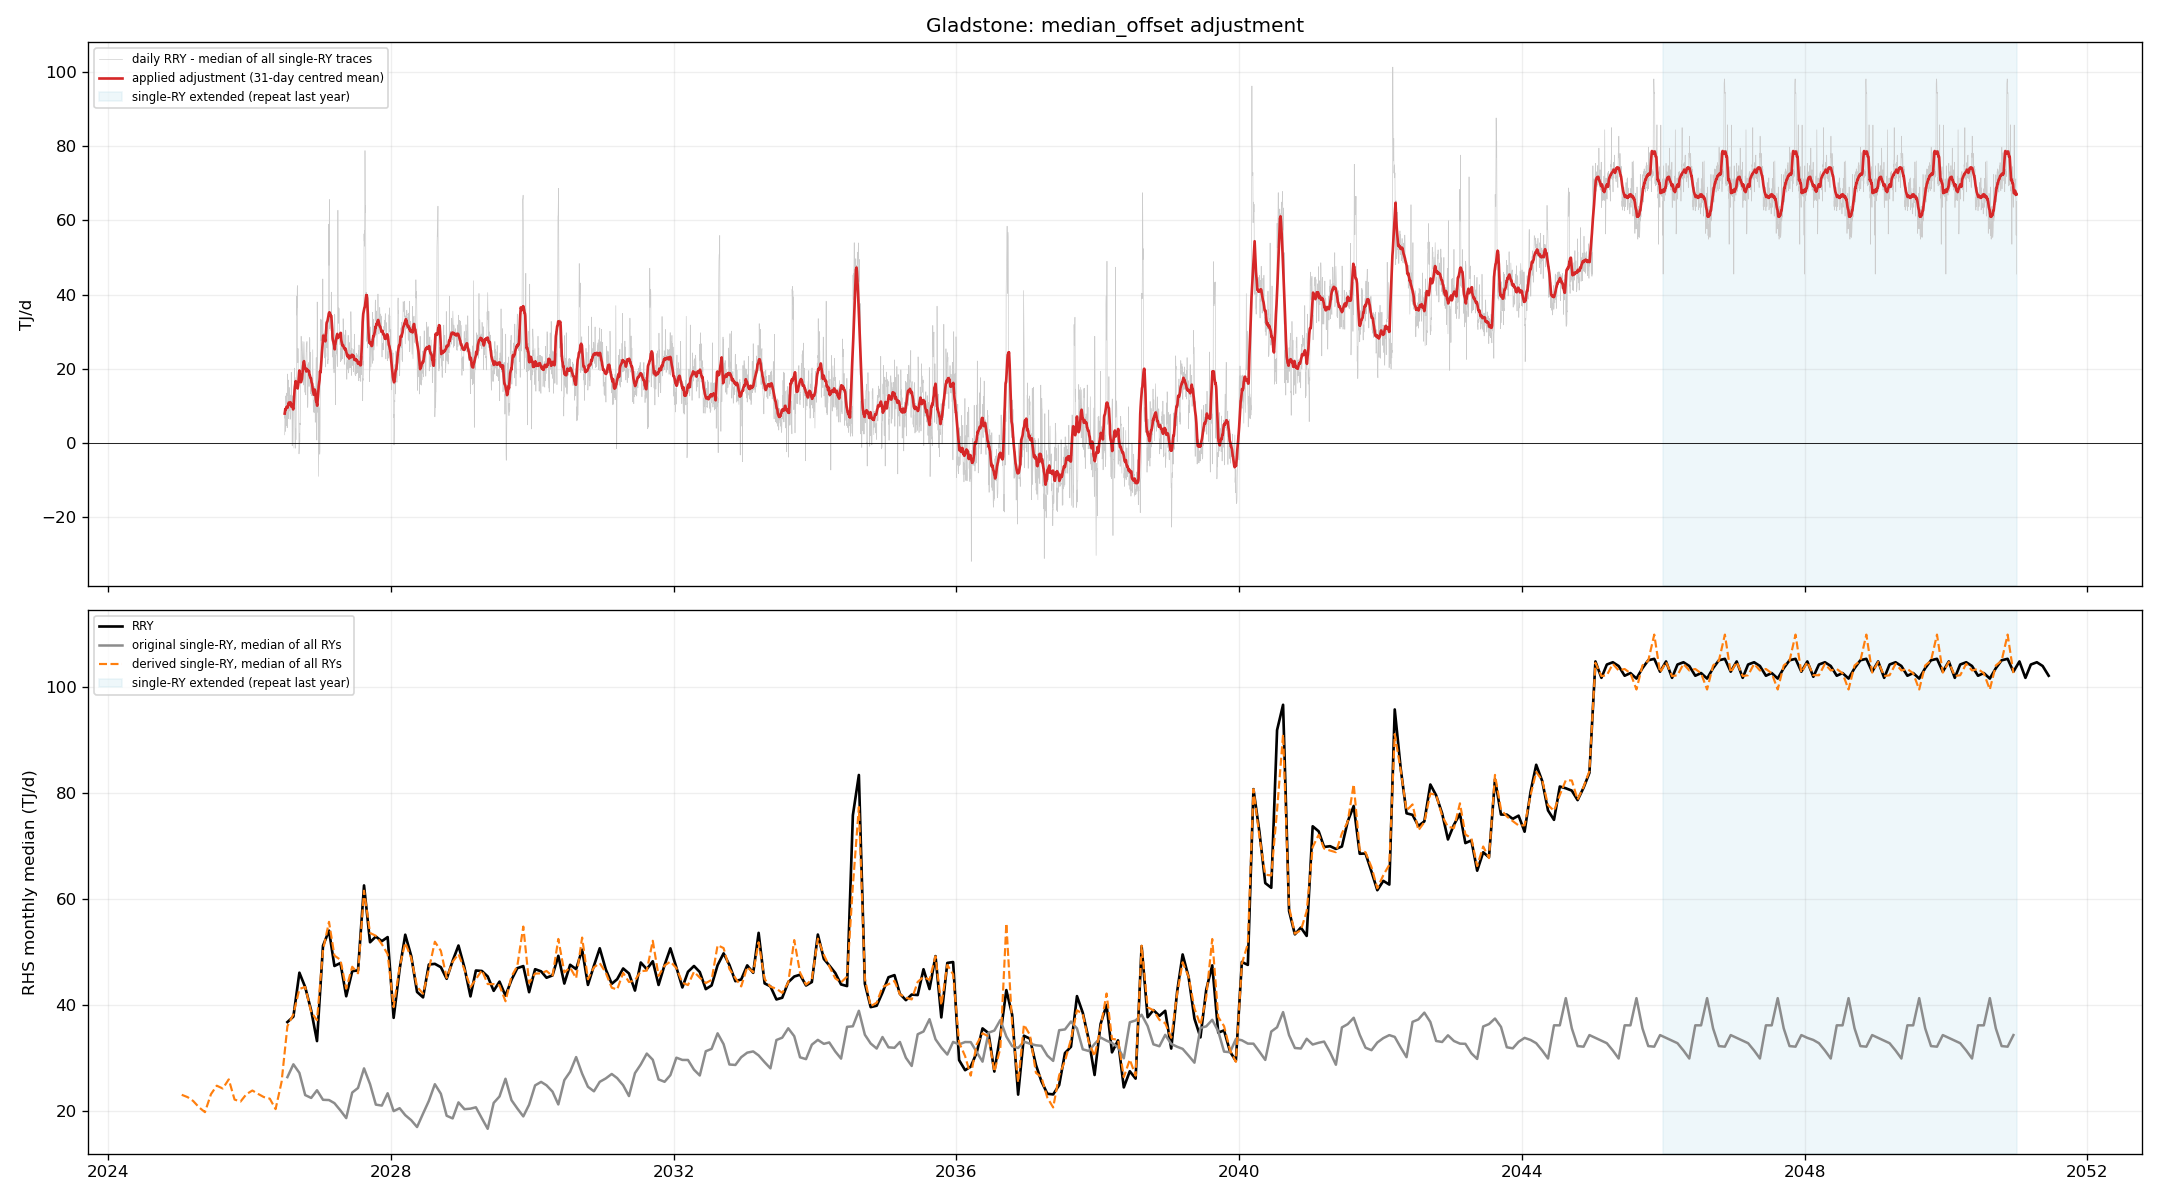 Gladstone: median_offset adjustment
daily RRY - median of all single-RY traces
applied adjustment (31-day centred mean)
single-RY extended (repeat last year)
100
80
60
40
20
0
−20
TJ/d
RRY
original single-RY, median of all RYs
derived single-RY, median of all RYs
single-RY extended (repeat last year)
100
80
60
40
20
RHS monthly median (TJ/d)
2024 2028 2032 2036 2040 2044 2048 2052